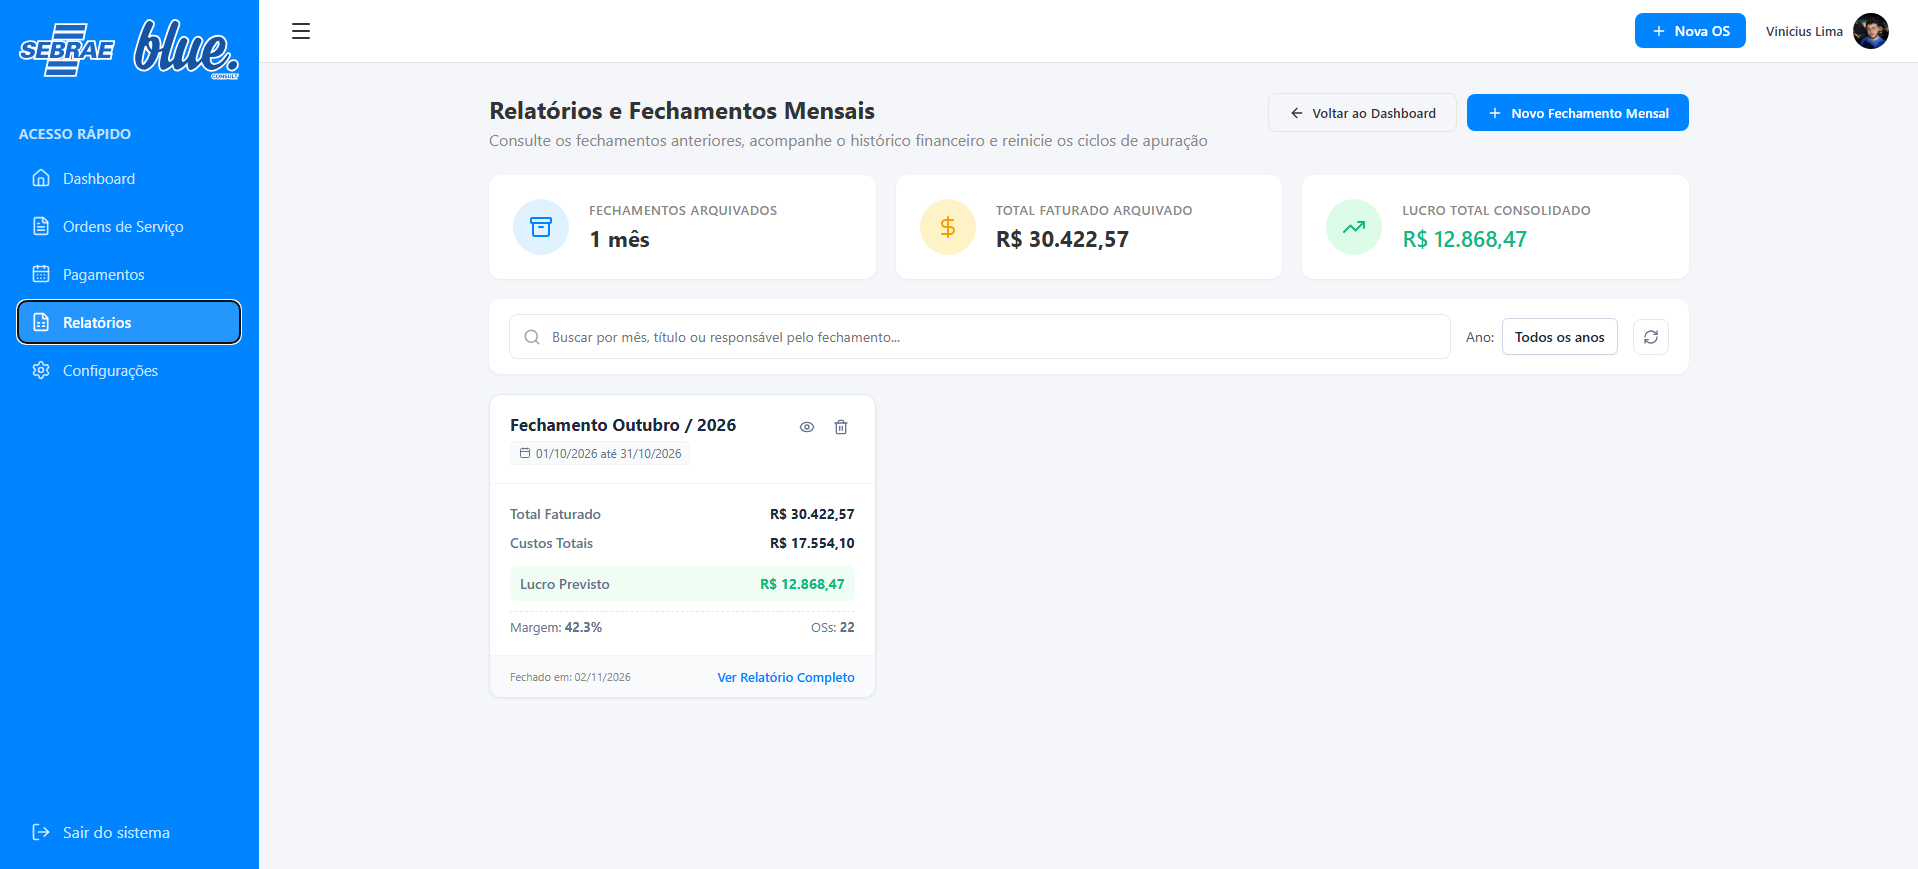 SEBRAE blue.
CONSULT
Nova OS
Vinicius Lima
ACESSO RÁPIDO
Dashboard
Ordens de Serviço
Pagamentos
Relatórios
Configurações
Sair do sistema
Relatórios e Fechamentos Mensais
Consulte os fechamentos anteriores, acompanhe o histórico financeiro e reinicie os ciclos de apuração
Voltar ao Dashboard
Novo Fechamento Mensal
FECHAMENTOS ARQUIVADOS
1 mês
TOTAL FATURADO ARQUIVADO
R$ 30.422,57
LUCRO TOTAL CONSOLIDADO
R$ 12.868,47
Buscar por mês, título ou responsável pelo fechamento...
Ano: Todos os anos
Fechamento Outubro / 2026
01/10/2026 até 31/10/2026
Total Faturado R$ 30.422,57
Custos Totais R$ 17.554,10
Lucro Previsto R$ 12.868,47
Margem: 42.3% OSs: 22
Fechado em: 02/11/2026 Ver Relatório Completo